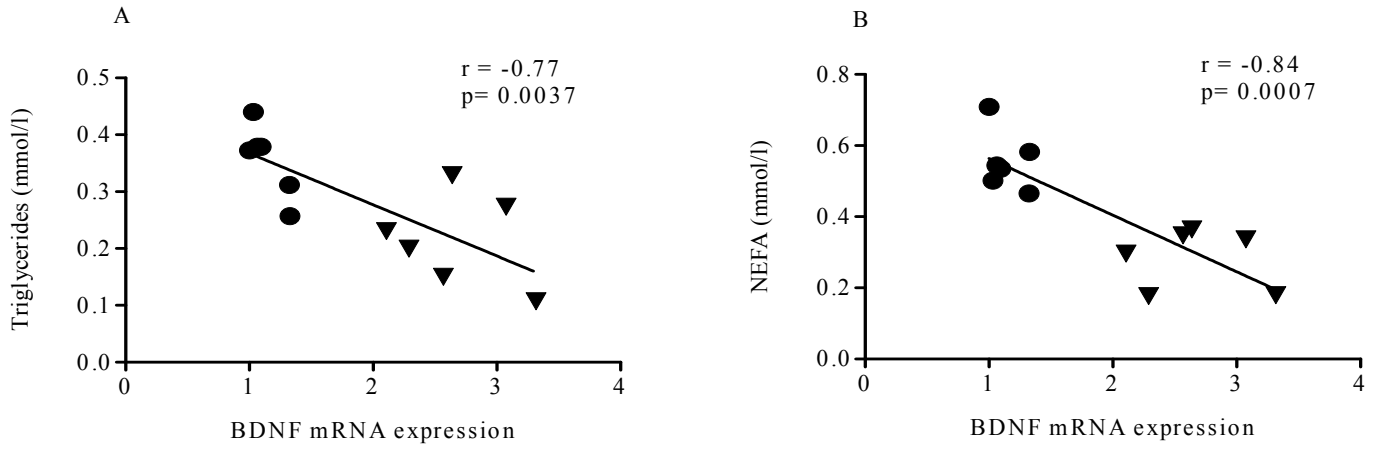 A
r = -0.77
p= 0.0037
Triglycerides (mmol/l)
0.5
0.4
0.3
0.2
0.1
0.0
0 1 2 3 4
BDNF mRNA expression
B
r = -0.84
p= 0.0007
NEFA (mmol/l)
0.8
0.6
0.4
0.2
0.0
0 1 2 3 4
BDNF mRNA expression